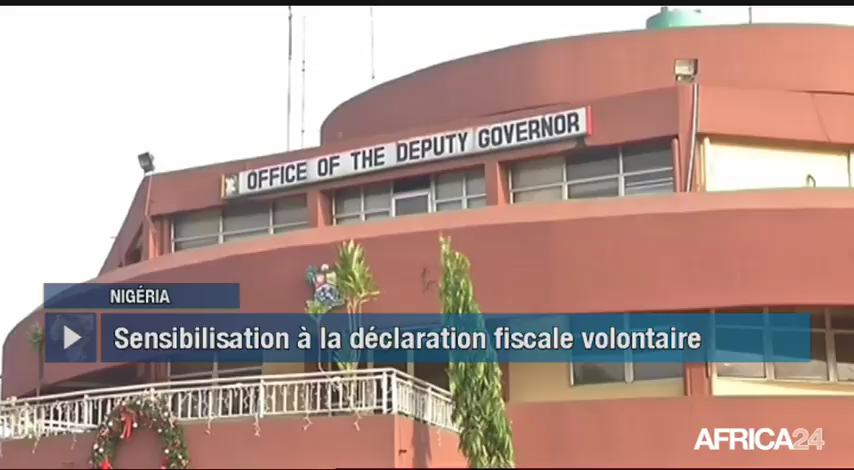 OFFICE OF THE DEPUTY GOVERNOR
NIGÉRIA
Sensibilisation à la déclaration fiscale volontaire
AFRICA24